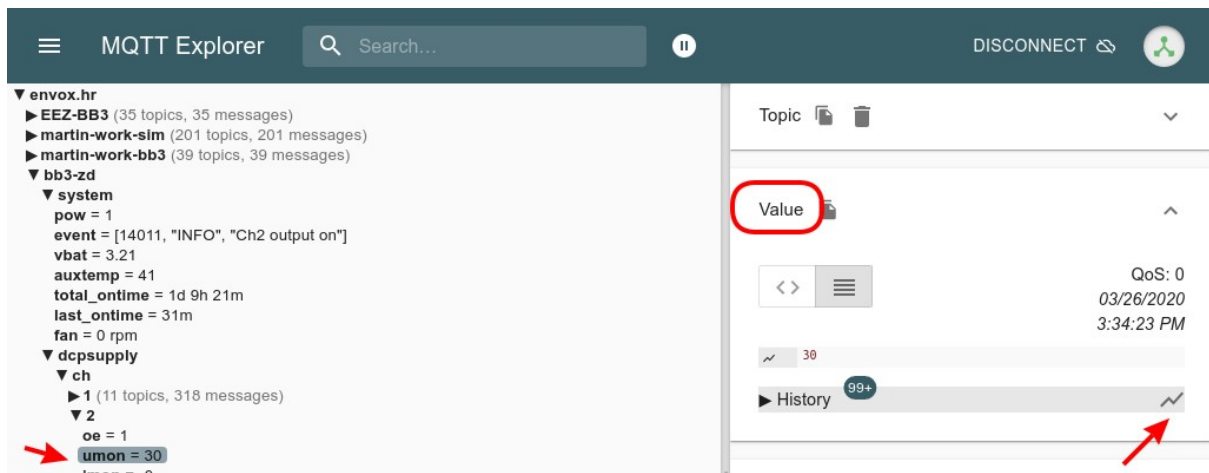 MQTT Explorer
Search...
DISCONNECT
▼ envox.hr
▶ EEZ-BB3 (35 topics, 35 messages)
▶ martin-work-sim (201 topics, 201 messages)
▶ martin-work-bb3 (39 topics, 39 messages)
▼ bb3-zd
▼ system
pow = 1
event = [14011, "INFO", "Ch2 output on"]
vbat = 3.21
auxtemp = 41
total_ontime = 1d 9h 21m
last_ontime = 31m
fan = 0 rpm
▼ dcpsupply
▼ ch
▶ 1 (11 topics, 318 messages)
▼ 2
oe = 1
umon = 30
Topic
Value
QoS: 0
03/26/2020
3:34:23 PM
30
▶ History 99+